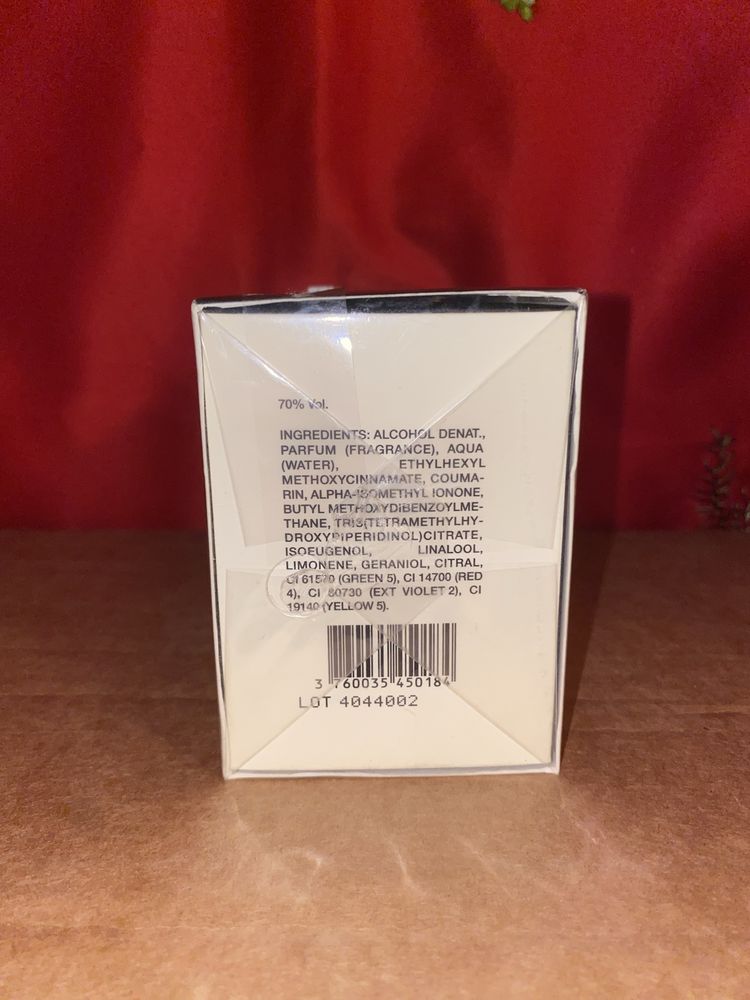 70% Vol.
INGREDIENTS: ALCOHOL DENAT.,
PARFUM (FRAGRANCE), AQUA
(WATER), ETHYLHEXYL
METHOXYCINNAMATE, COUMA-
RIN, ALPHA-ISOMETHYL IONONE,
BUTYL METHOXYDIBENZOYLME-
THANE, TRIS(TETRAMETHYLHY-
DROXYPIPERIDINOL)CITRATE,
ISOEUGENOL, LINALOOL,
LIMONENE, GERANIOL, CITRAL,
CI 61570 (GREEN 5), CI 14700 (RED
4), CI 60730 (EXT VIOLET 2), CI
19140 (YELLOW 5).
3 760035 450184
LOT 4044002